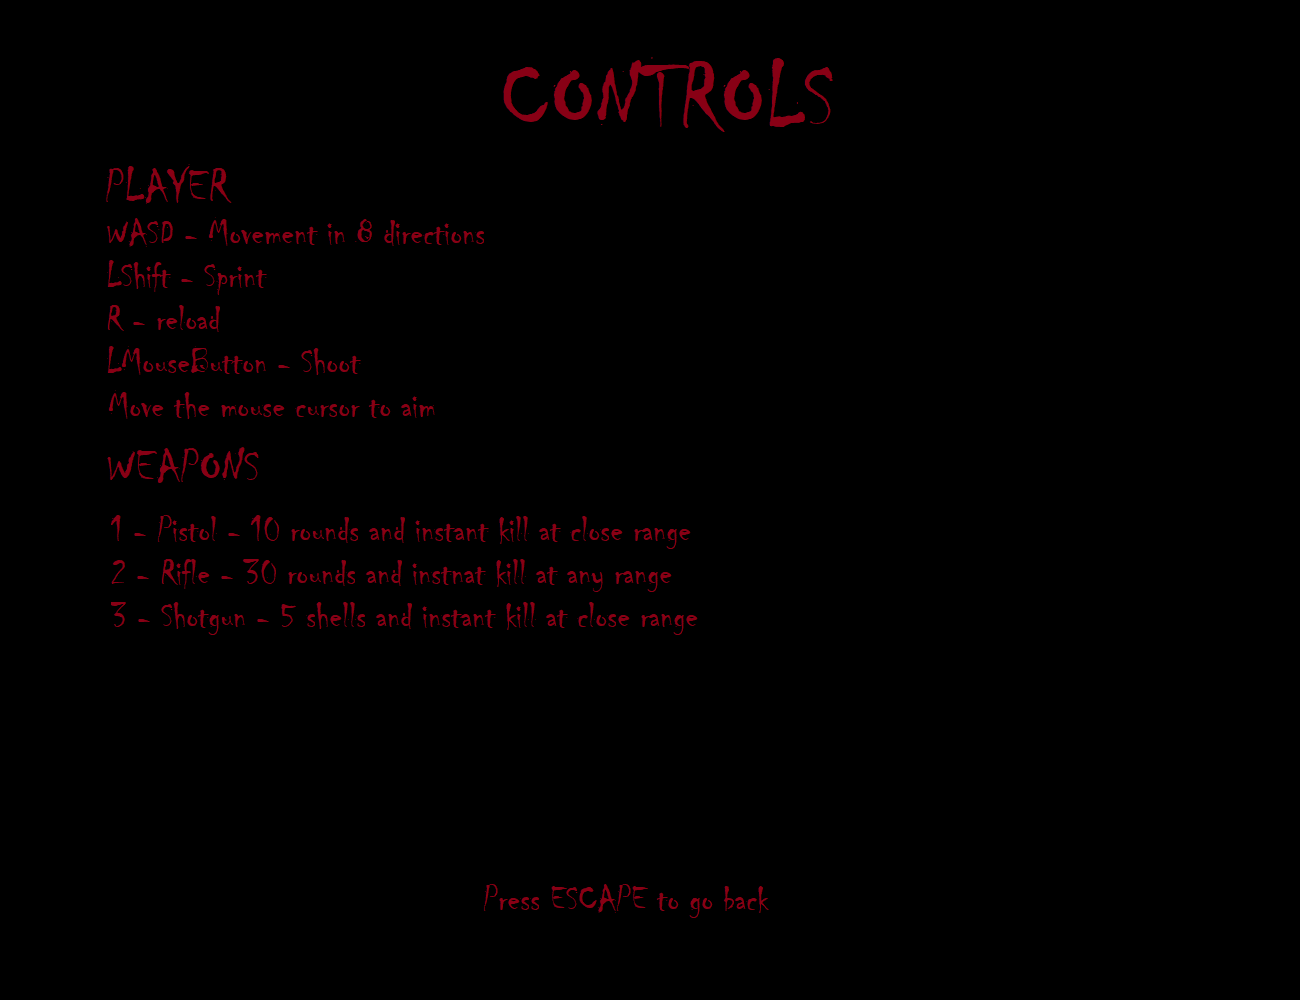 CONTROLS
PLAYER
WASD - Movement in 8 directions
LShift - Sprint
R - reload
LMouseButton - Shoot
Move the mouse cursor to aim
WEAPONS
1 - Pistol - 10 rounds and instant kill at close range
2 - Rifle - 30 rounds and instnat kill at any range
3 - Shotgun - 5 shells and instant kill at close range
Press ESCAPE to go back